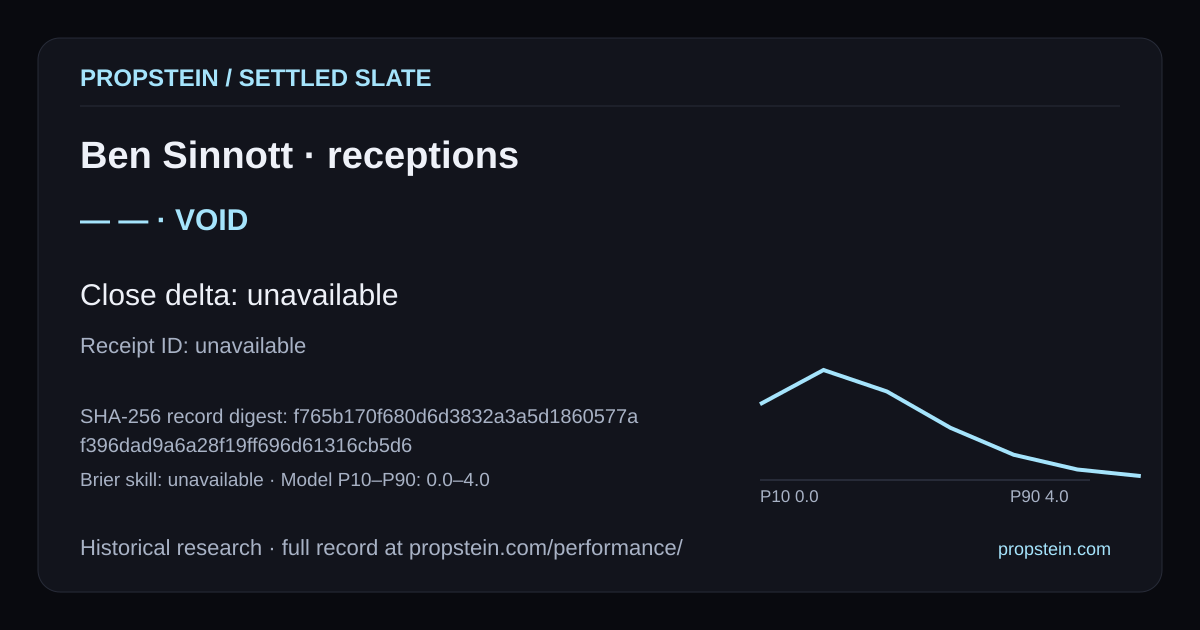 PROPSTEIN / SETTLED SLATE
Ben Sinnott · receptions
— — · VOID
Close delta: unavailable
Receipt ID: unavailable
SHA-256 record digest: f765b170f680d6d3832a3a5d1860577a
f396dad9a6a28f19ff696d61316cb5d6
Brier skill: unavailable · Model P10–P90: 0.0–4.0
P10 0.0
P90 4.0
Historical research · full record at propstein.com/performance/
propstein.com